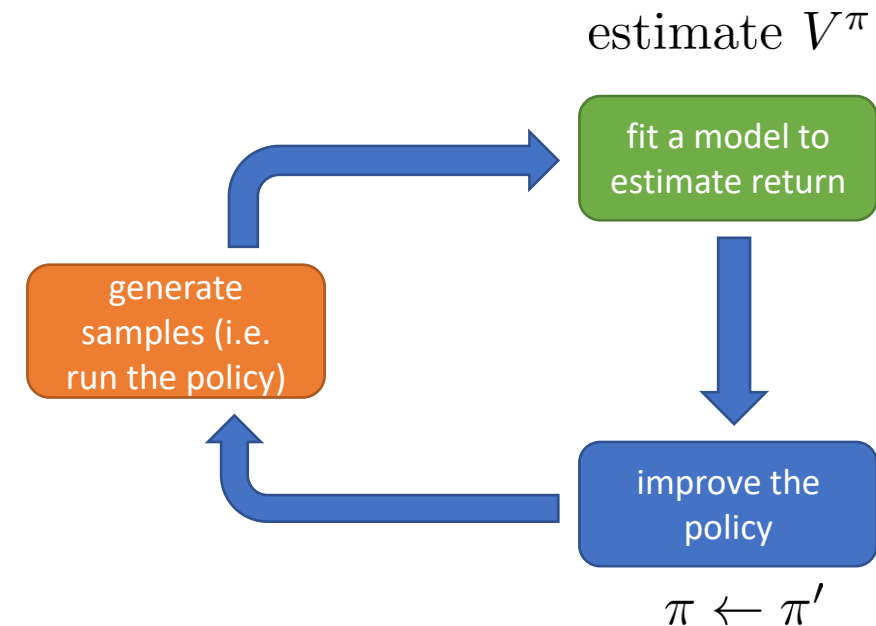 estimate V^π
fit a model to
estimate return
generate
samples (i.e.
run the policy)
improve the
policy
π ← π′